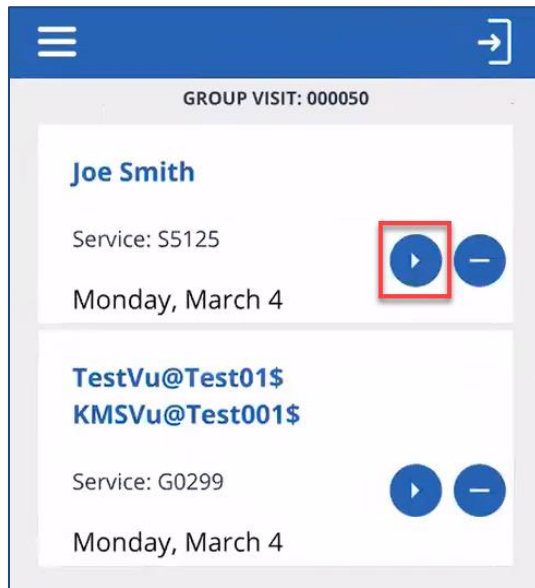 GROUP VISIT: 000050
Joe Smith
Service: S5125
Monday, March 4
TestVu@Test01$
KMSVu@Test001$
Service: G0299
Monday, March 4